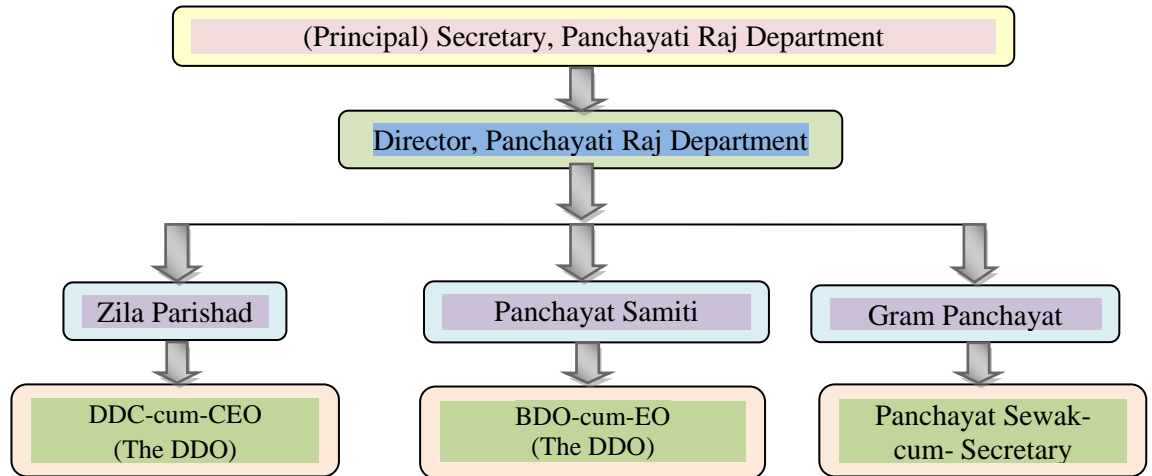 (Principal) Secretary, Panchayati Raj Department
Director, Panchayati Raj Department
Zila Parishad
Panchayat Samiti
Gram Panchayat
DDC-cum-CEO
(The DDO)
BDO-cum-EO
(The DDO)
Panchayat Sewak-
cum- Secretary